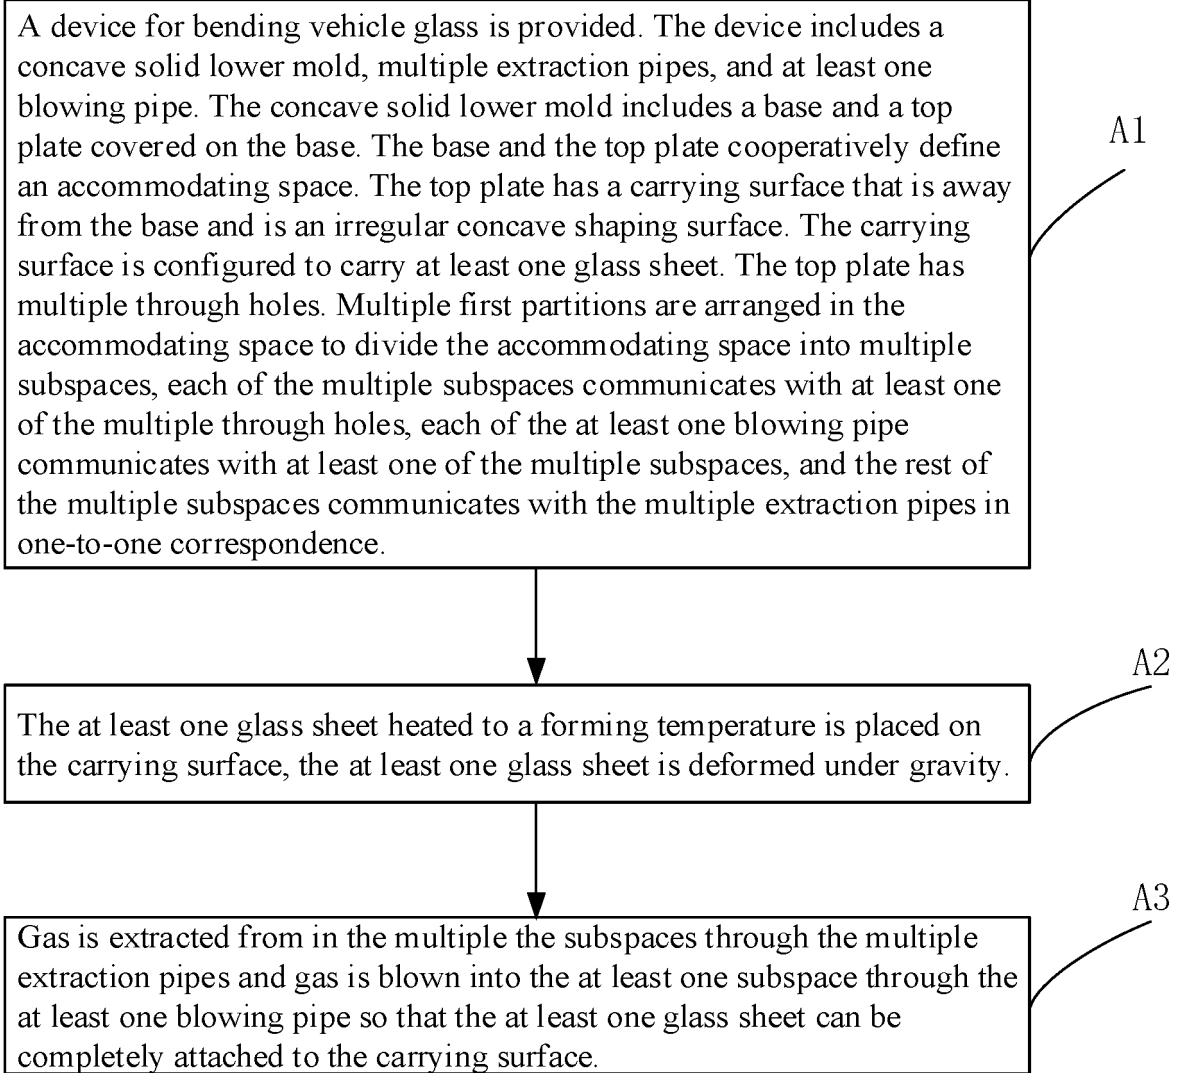 A device for bending vehicle glass is provided. The device includes a
concave solid lower mold, multiple extraction pipes, and at least one
blowing pipe. The concave solid lower mold includes a base and a top
plate covered on the base. The base and the top plate cooperatively define
an accommodating space. The top plate has a carrying surface that is away
from the base and is an irregular concave shaping surface. The carrying
surface is configured to carry at least one glass sheet. The top plate has
multiple through holes. Multiple first partitions are arranged in the
accommodating space to divide the accommodating space into multiple
subspaces, each of the multiple subspaces communicates with at least one
of the multiple through holes, each of the at least one blowing pipe
communicates with at least one of the multiple subspaces, and the rest of
the multiple subspaces communicates with the multiple extraction pipes in
one-to-one correspondence.
A1
The at least one glass sheet heated to a forming temperature is placed on
the carrying surface, the at least one glass sheet is deformed under gravity.
A2
Gas is extracted from in the multiple the subspaces through the multiple
extraction pipes and gas is blown into the at least one subspace through the
at least one blowing pipe so that the at least one glass sheet can be
completely attached to the carrying surface.
A3